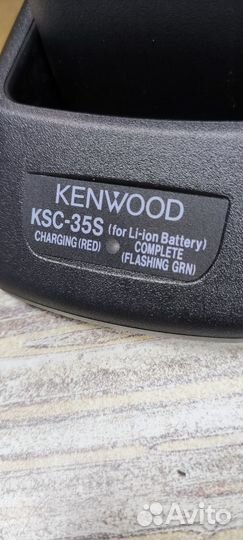 KENWOOD
KSC-35S (for Li-ion Battery)
CHARGING(RED) COMPLETE
(FLASHING GRN)
Avito